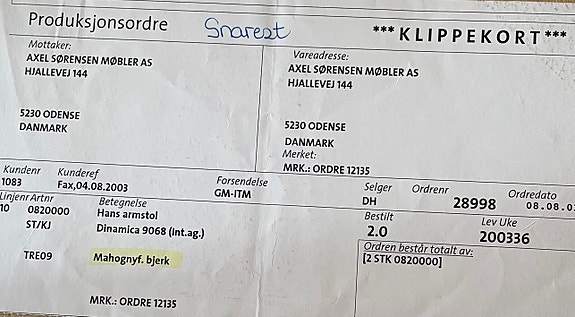 Produksjonsordre Snarest ***KLIPPEKORT***
Mottaker: Vareadresse:
AXEL SØRENSEN MØBLER AS AXEL SØRENSEN MØBLER AS
HJALLEVEJ 144 HJALLEVEJ 144
5230 ODENSE 5230 ODENSE
DANMARK DANMARK
Merket:
MRK.: ORDRE 12135
Kundenr Kunderef Forsendelse Selger Ordrenr Ordredato
1083 Fax,04.08.2003 GM-ITM DH 28998 08.08.0
Linjenr Artnr Betegnelse Bestilt Lev Uke
10 0820000 Hans armstol 2.0 200336
ST/KJ Dinamica 9068 (int.ag.)
Ordren består totalt av:
TRE09 Mahognyf. bjerk [2 STK 0820000]
MRK.: ORDRE 12135